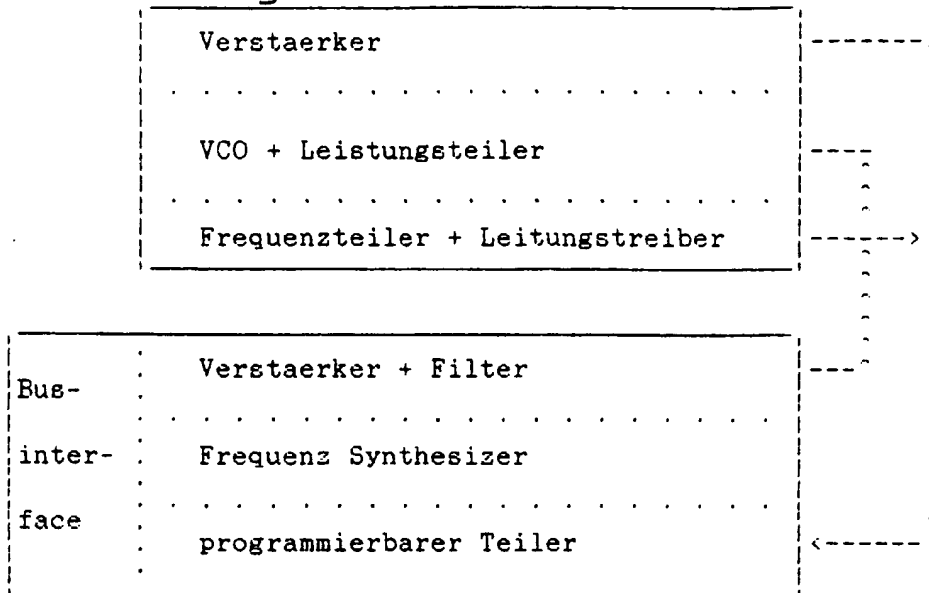 Verstaerker
VCO + Leistungsteiler
Frequenzteiler + Leitungstreiber
Verstaerker + Filter
Bus-
inter-
Frequenz Synthesizer
face
programmierbarer Teiler